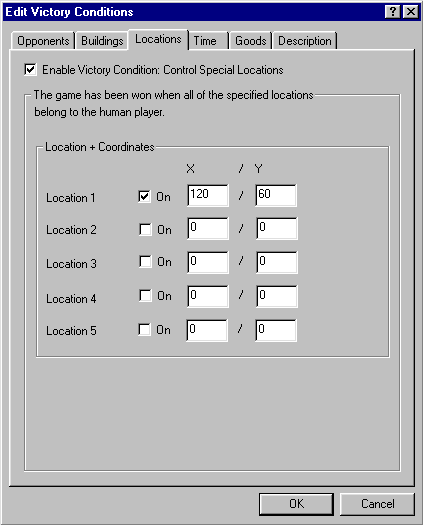 Edit Victory Conditions ? X
Opponents Buildings Locations Time Goods Description
Enable Victory Condition: Control Special Locations
The game has been won when all of the specified locations
belong to the human player.
Location + Coordinates
X / Y
Location 1 On 120 / 60
Location 2 On 0 / 0
Location 3 On 0 / 0
Location 4 On 0 / 0
Location 5 On 0 / 0
OK Cancel